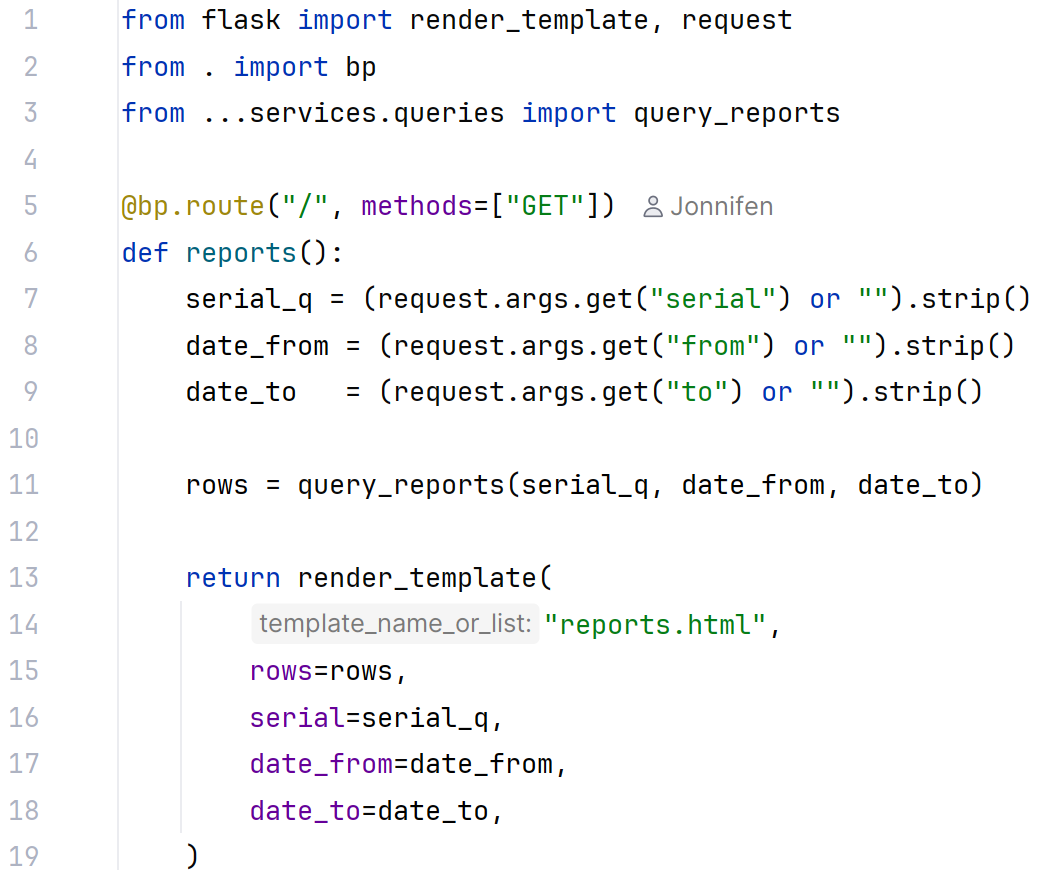 1 from flask import render_template, request
2 from . import bp
3 from ...services.queries import query_reports
4
5 @bp.route("/", methods=["GET"]) Jonnifen
6 def reports():
7     serial_q = (request.args.get("serial") or "").strip()
8     date_from = (request.args.get("from") or "").strip()
9     date_to   = (request.args.get("to") or "").strip()
10
11     rows = query_reports(serial_q, date_from, date_to)
12
13     return render_template(
14         template_name_or_list: "reports.html",
15         rows=rows,
16         serial=serial_q,
17         date_from=date_from,
18         date_to=date_to,
19     )